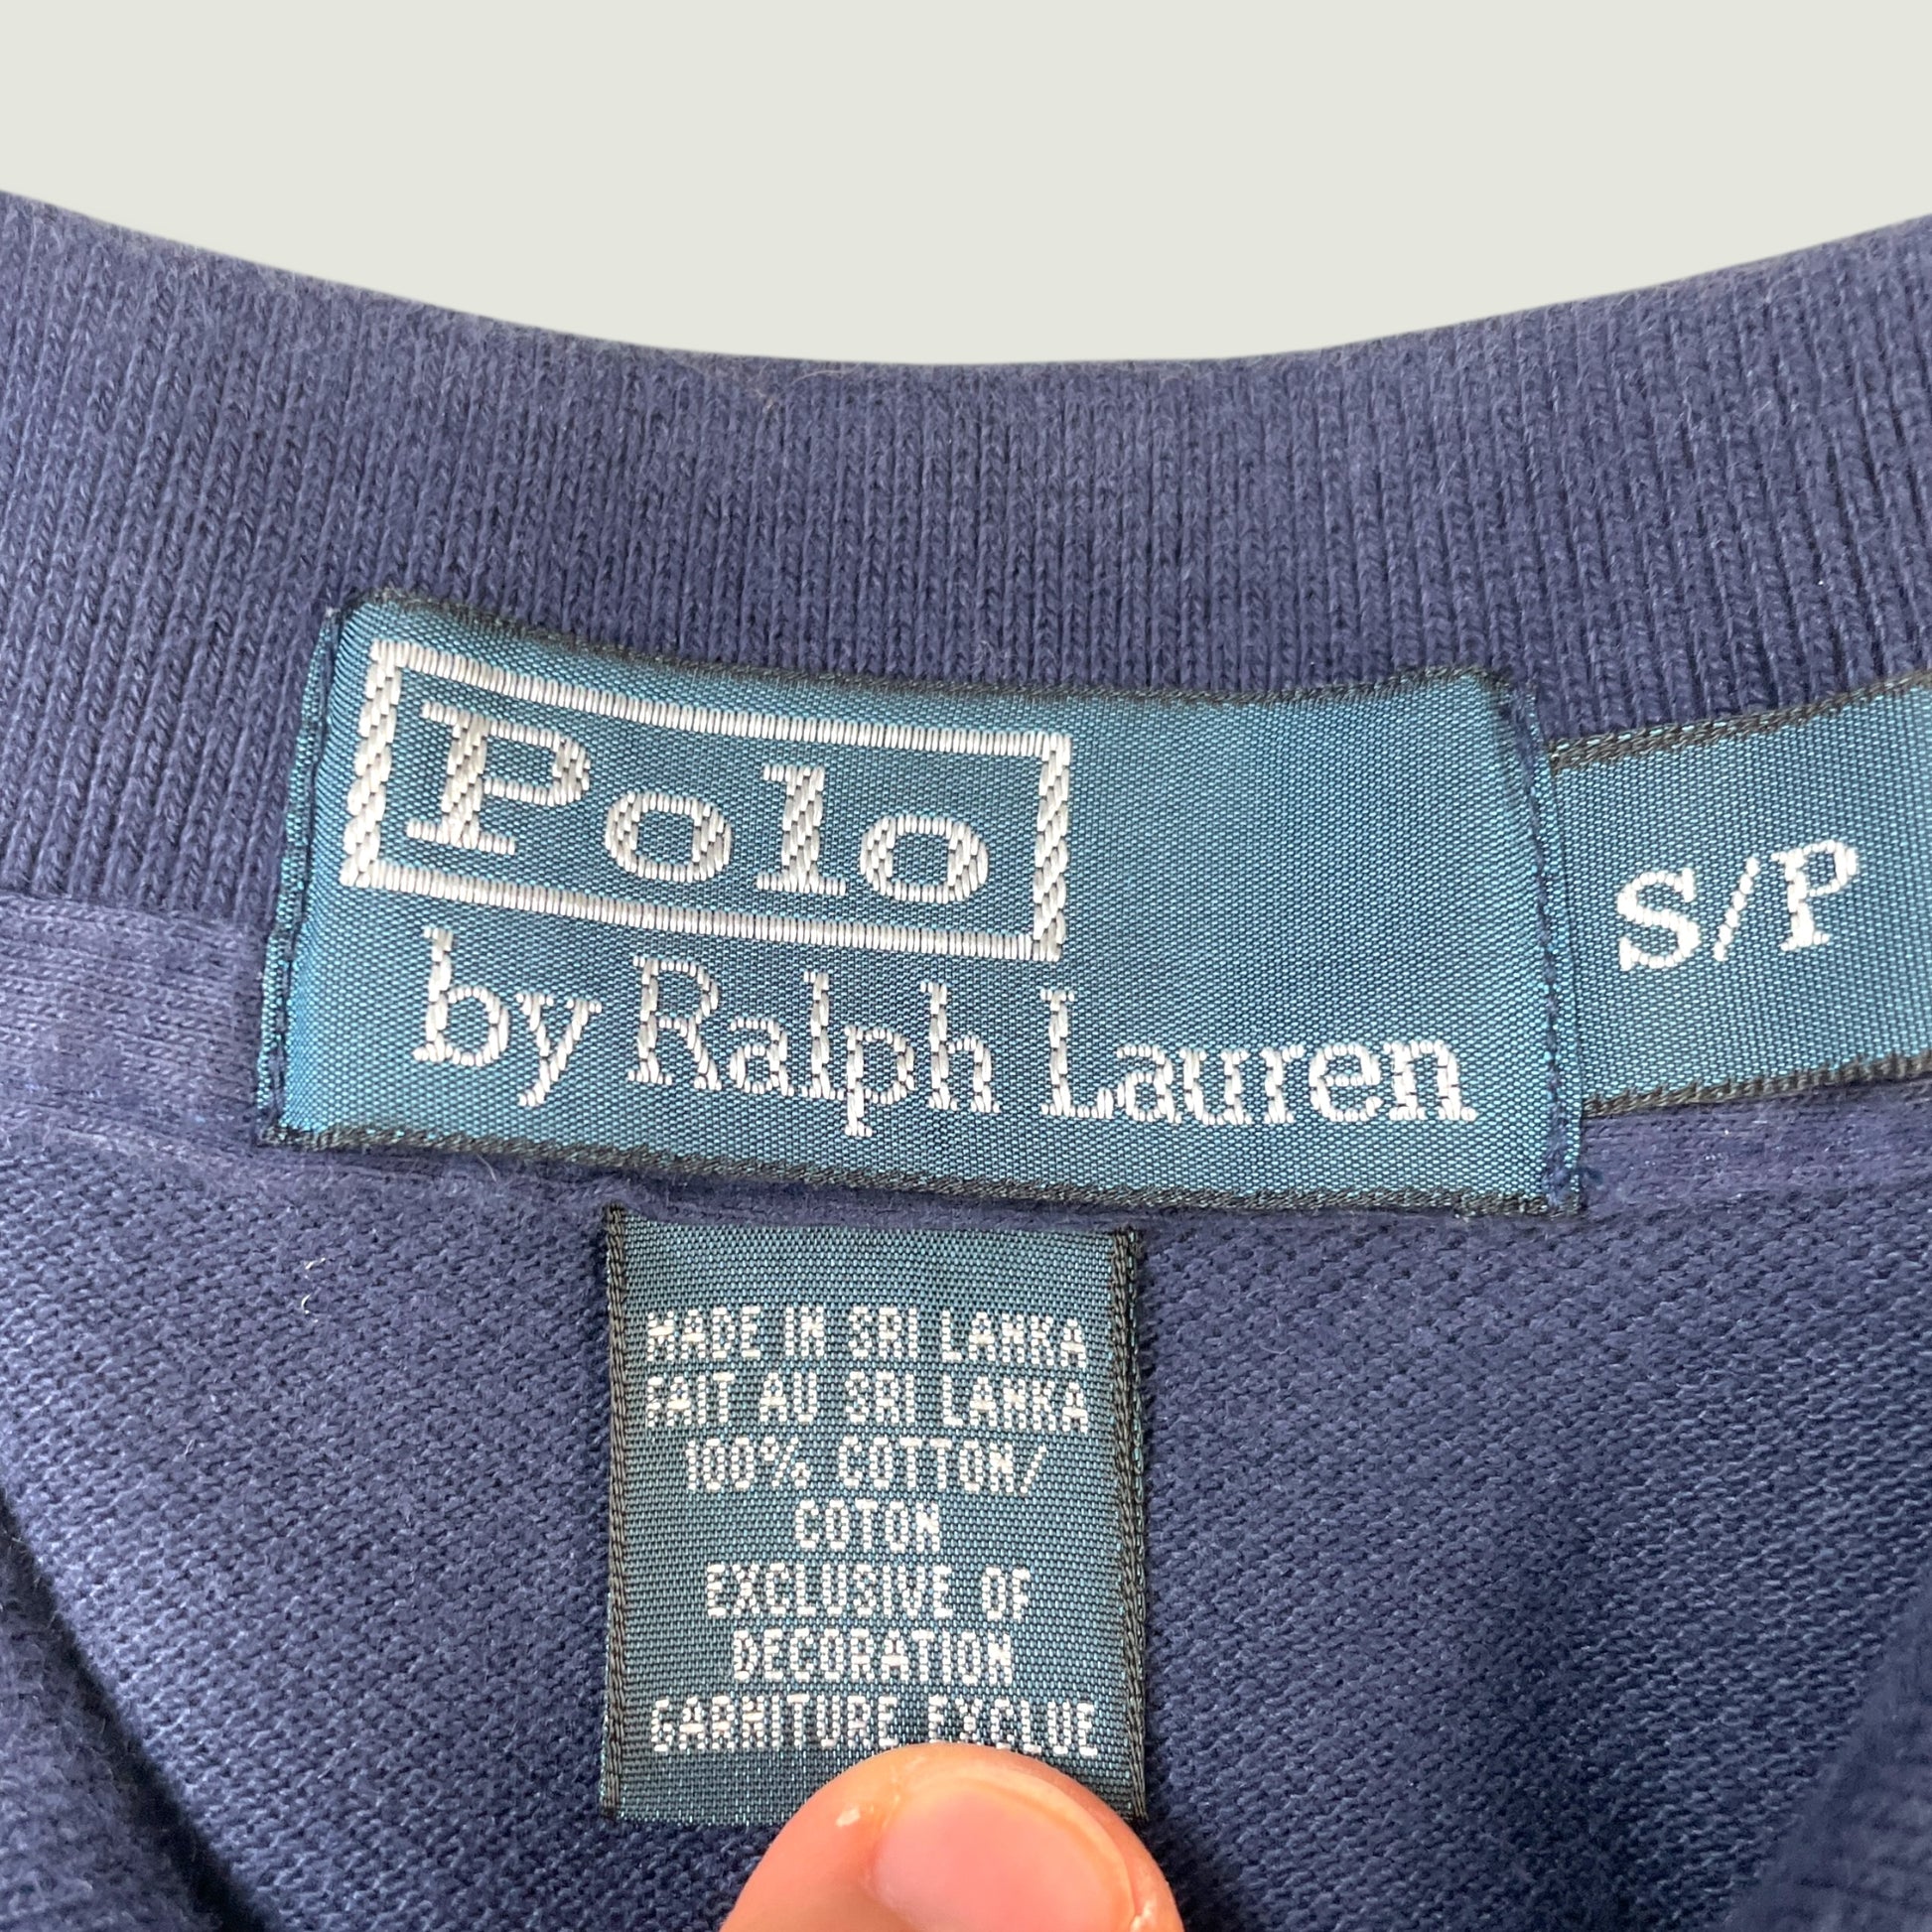 Polo
by Ralph Lauren
S/P
MADE IN SRI LANKA
FAIT AU SRI LANKA
100% COTTON/
COTON
EXCLUSIVE OF
DECORATION
GARNITURE EXCLUE